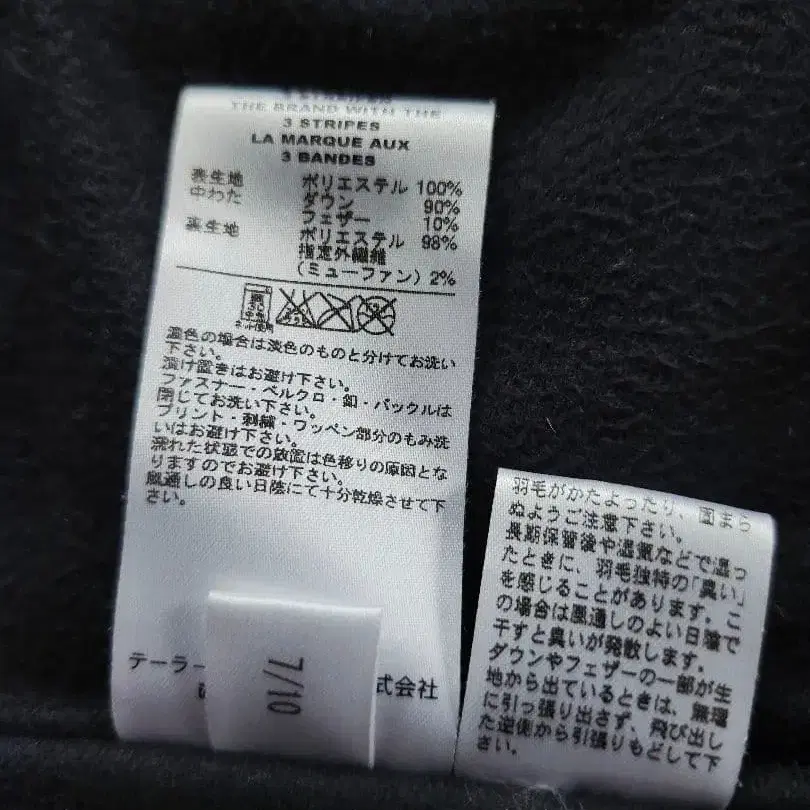 THE BRAND WITH THE
3 STRIPES
LA MARQUE AUX
3 BANDES
表生地 ポリエステル 100%
中わた ダウン 90%
フェザー 10%
裏生地 ポリエステル 98%
指定外繊維
(ミューファン) 2%
ネット使用
濃色の場合は淡色のものと分けてお洗い
下さい。
漬け置きはお避け下さい。
ファスナー・ベルクロ・釦・バックルは
閉じてお洗い下さい。
プリント・刺繍・ワッペン部分のもみ洗
いはお避け下さい。
濡れた状態での放置は色移りの原因とな
りますのでお避け下さい。
風通しの良い日陰にて十分乾燥させて下
さい。
テーラー
式会社
7/10
羽毛がかたよったり、固まら
ぬようご注意下さい。
長期保管後や湿気などで湿っ
たときに、羽毛独特の「臭い」
を感じることがあります。こ
の場合は風通しのよい日陰で
干すと臭いが発散します。
ダウンやフェザーの一部が生
地から出ているときは、無理
に引っ張り出さず、飛び出し
た逆側から引張りもどして下
さい。